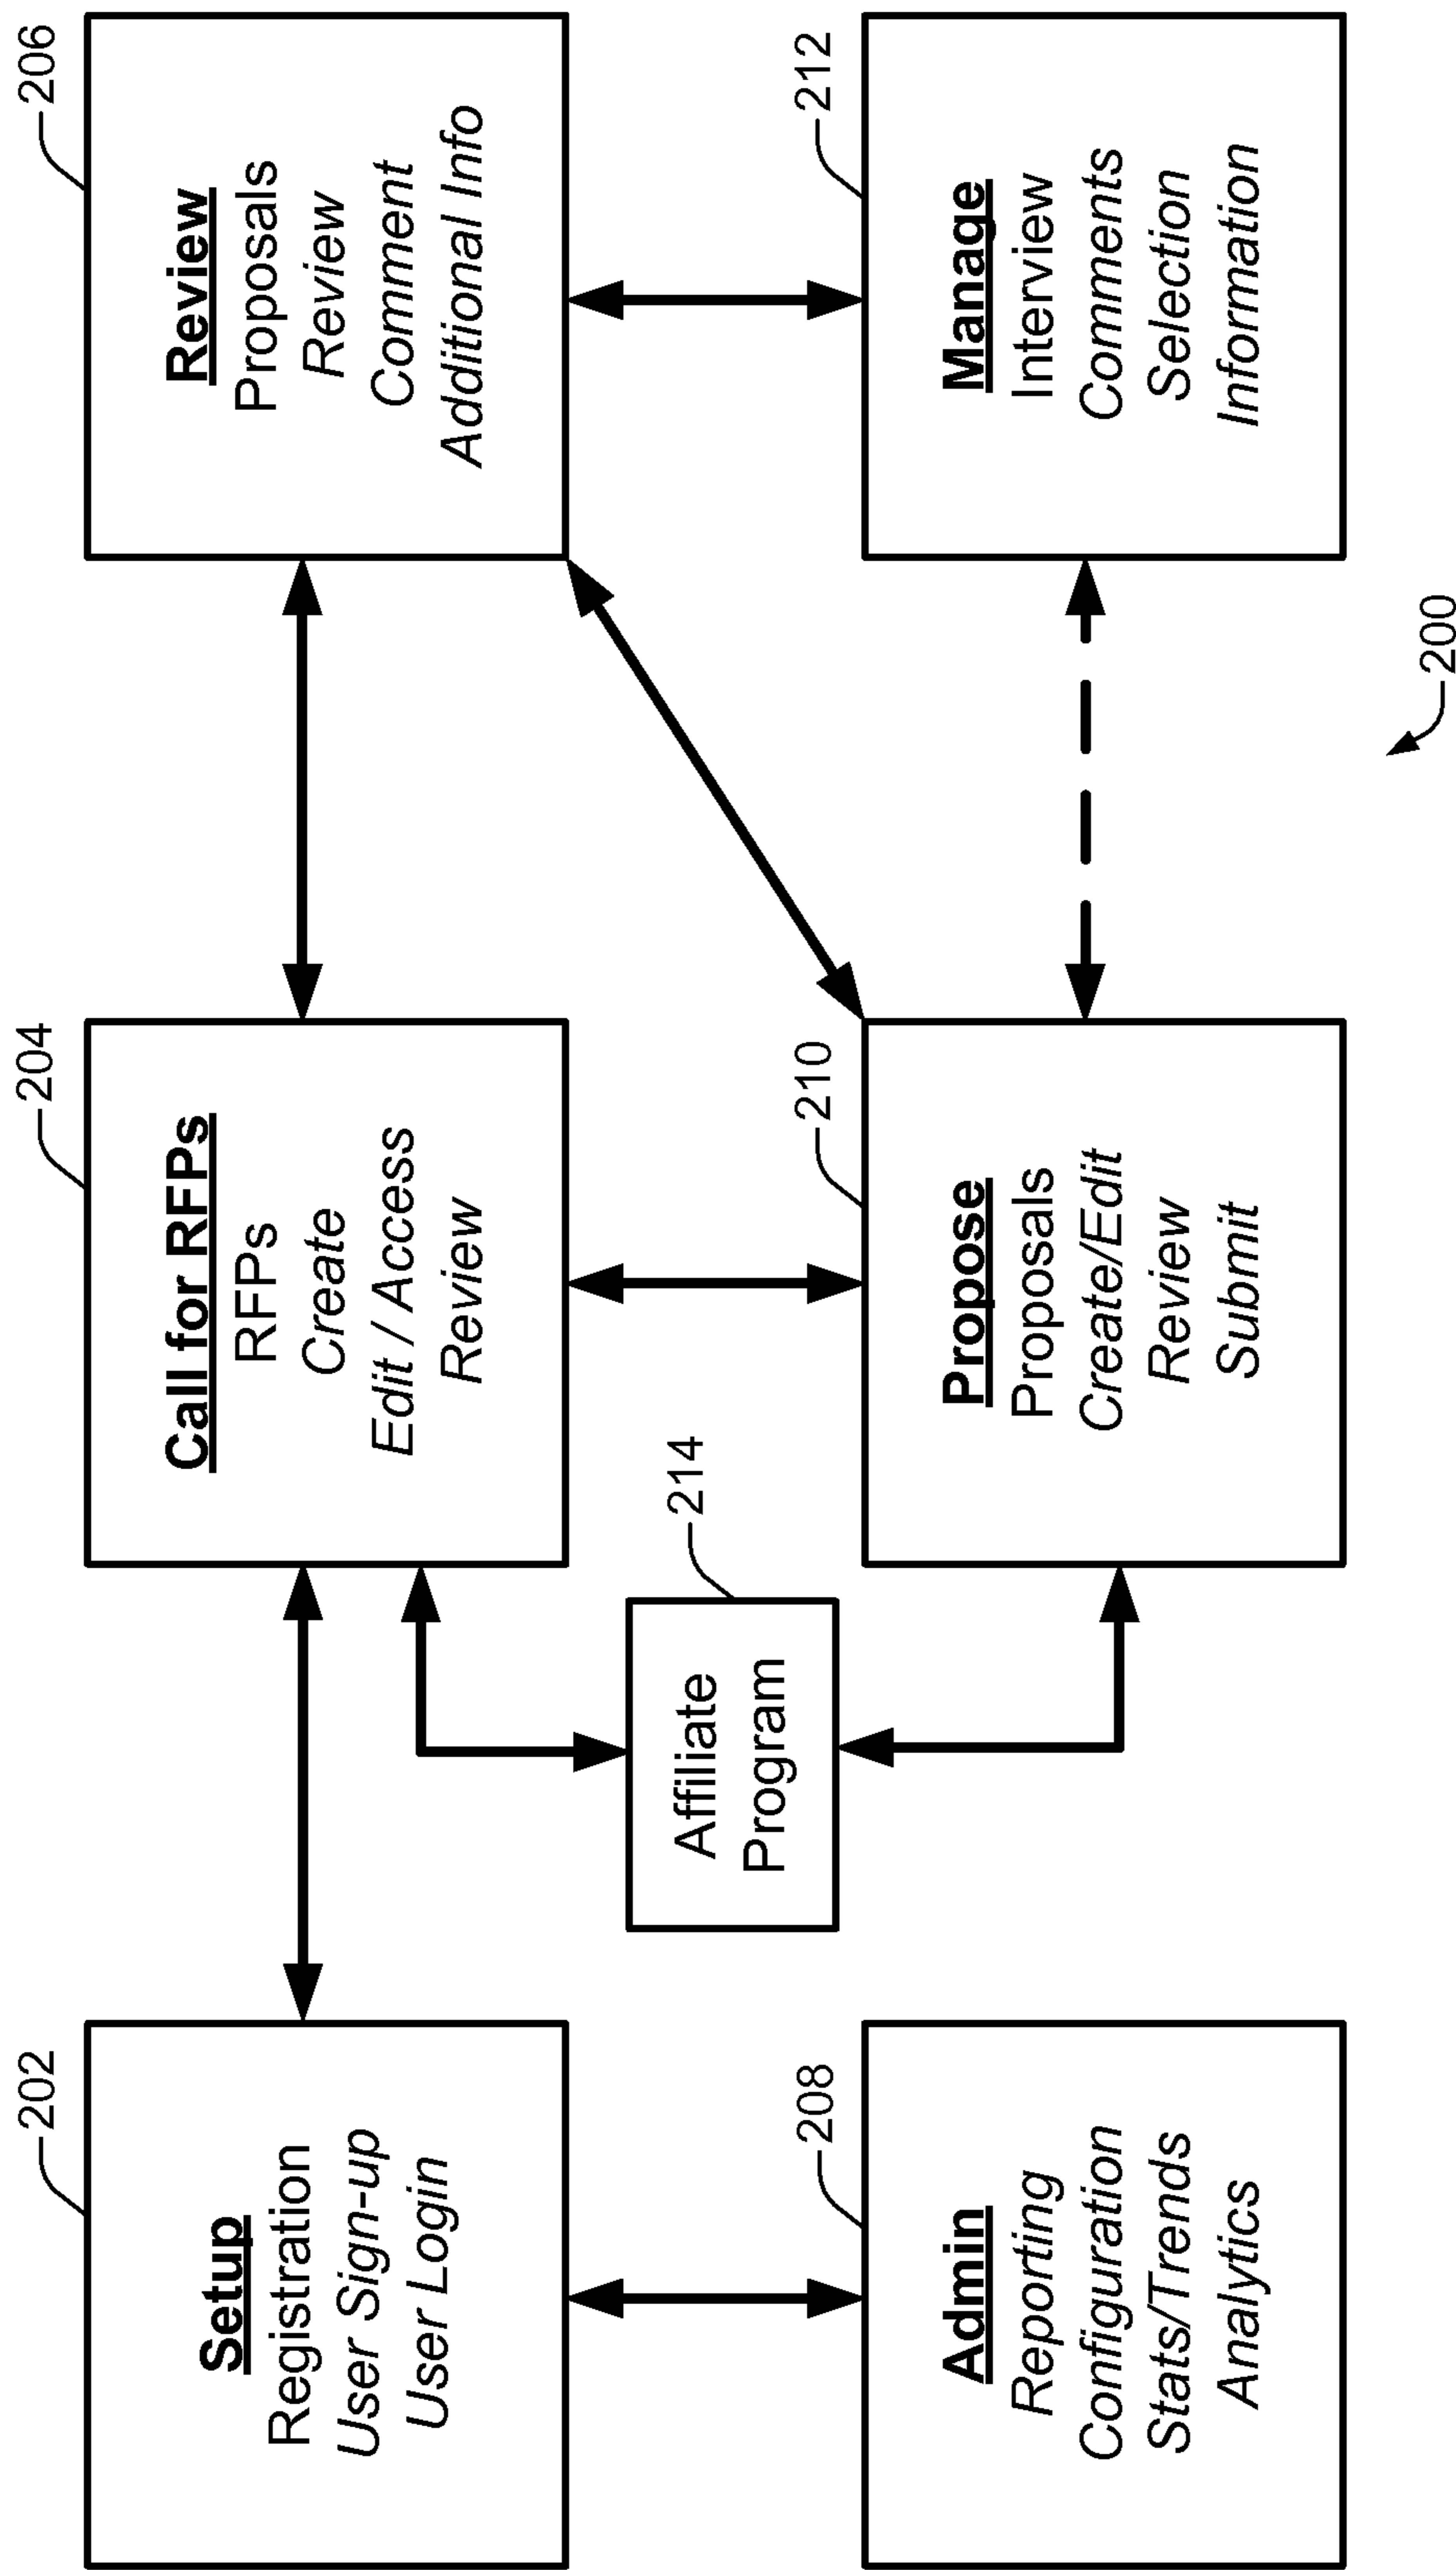 202
Setup
Registration
User Sign-up
User Login
204
Call for RFPs
RFPs
Create
Edit / Access
Review
206
Review
Proposals
Review
Comment
Additional Info
214
Affiliate
Program
208
Admin
Reporting
Configuration
Stats/Trends
Analytics
210
Propose
Proposals
Create/Edit
Review
Submit
212
Manage
Interview
Comments
Selection
Information
200